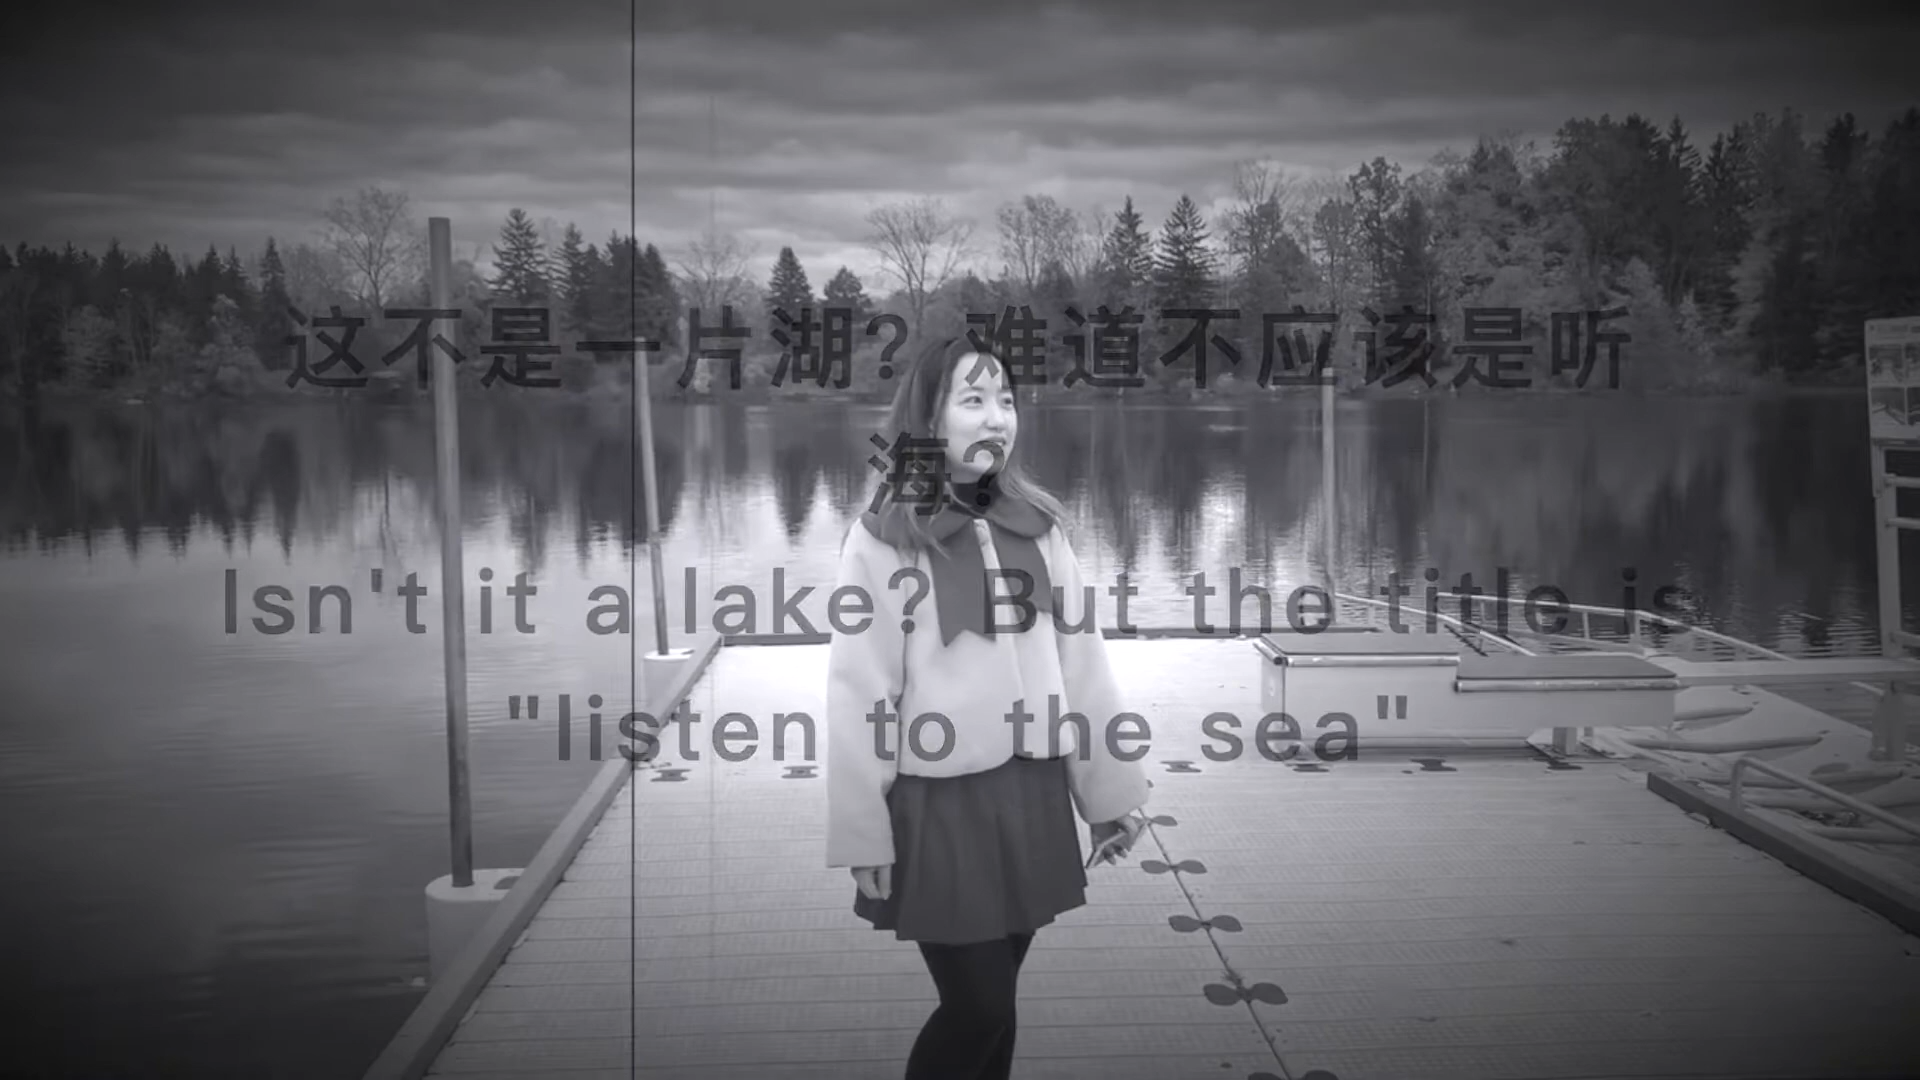 这不是一片湖？难道不应该是听
海？
Isn't it a lake? But the title is
"listen to the sea"